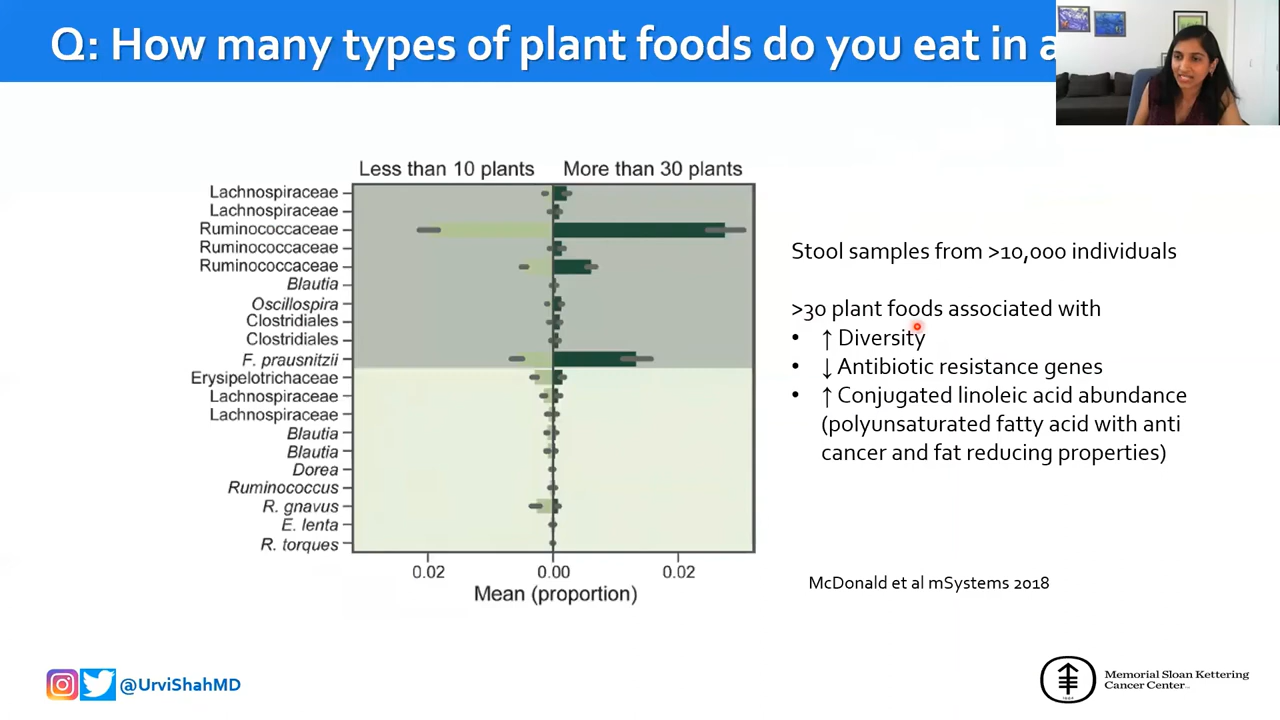 Q: How many types of plant foods do you eat in a
Less than 10 plants
More than 30 plants
Lachnospiraceae
Lachnospiraceae
Ruminococcaceae
Ruminococcaceae
Ruminococcaceae
Blautia
Oscillospira
Clostridiales
Clostridiales
F. prausnitzii
Erysipelotrichaceae
Lachnospiraceae
Lachnospiraceae
Blautia
Blautia
Dorea
Ruminococcus
R. gnavus
E. lenta
R. torques
0.02
0.00
0.02
Mean (proportion)
Stool samples from >10,000 individuals
>30 plant foods associated with
• ↑ Diversity
• ↓ Antibiotic resistance genes
• ↑ Conjugated linoleic acid abundance
(polyunsaturated fatty acid with anti
cancer and fat reducing properties)
McDonald et al mSystems 2018
@UrviShahMD
Memorial Sloan Kettering
Cancer Center